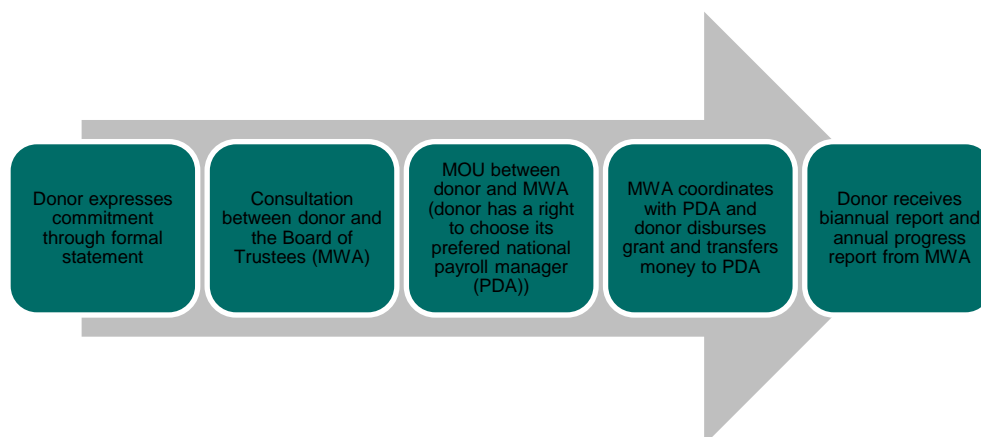 Donor expresses
commitment
through formal
statement
Consultation
between donor and
the Board of
Trustees (MWA)
MOU between
donor and MWA
(donor has a right
to choose its
prefered national
payroll manager
(PDA))
MWA coordinates
with PDA and
donor disburses
grant and transfers
money to PDA
Donor receives
biannual report and
annual progress
report from MWA